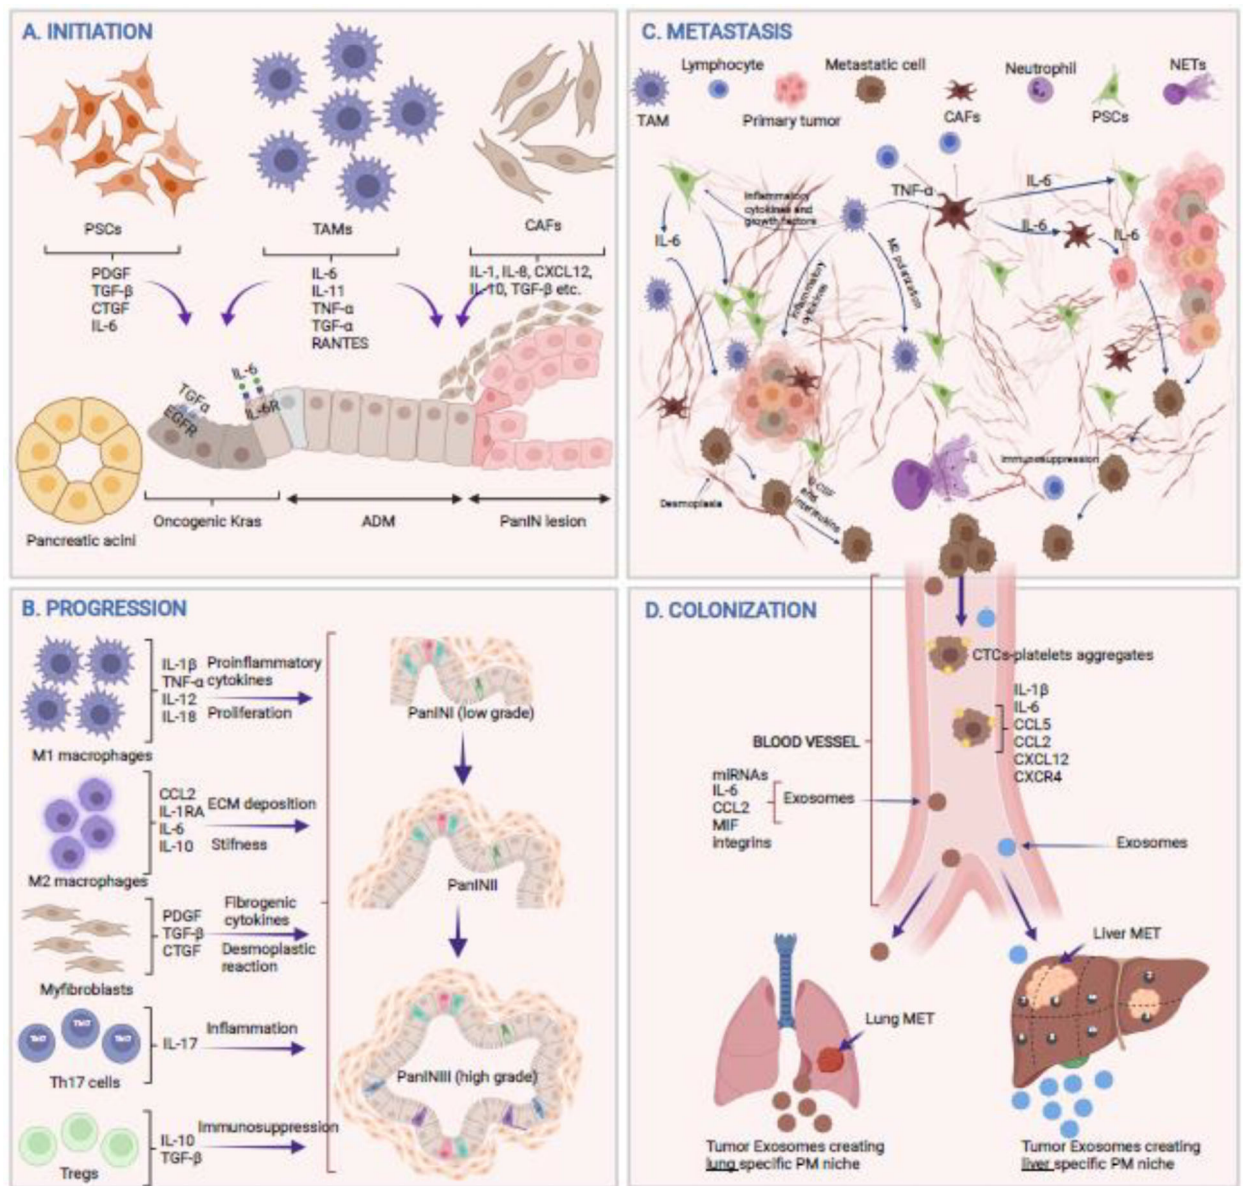 A. INITIATION
PSCs
TAMs
CAFs
PDGF
TGF-β
CTGF
IL-6
IL-6
IL-11
TNF-α
TGF-α
RANTES
IL-1, IL-8, CXCL12,
IL-10, TGF-β etc.
TGFα
EGFR
IL-6
IL-6R
Pancreatic acini
Oncogenic Kras
ADM
PanIN lesion
B. PROGRESSION
M1 macrophages
IL-1β
TNF-α
IL-12
IL-18
Proinflammatory
cytokines
Proliferation
M2 macrophages
CCL2
IL-1RA
IL-6
IL-10
ECM deposition
Stifness
Myfibroblasts
PDGF
TGF-β
CTGF
Fibrogenic
cytokines
Desmoplastic
reaction
Th17
Th17
Th17
Th17 cells
IL-17
Inflammation
Tregs
IL-10
TGF-β
Immunosuppression
PanINI (low grade)
PanINII
PanINIII (high grade)
C. METASTASIS
TAM
Lymphocyte
Primary tumor
Metastatic cell
CAFs
Neutrophil
PSCs
NETs
IL-6
Inflammatory
cytokines and
growth factors
TNF-α
IL-6
IL-6
IL-6
M2 polarization
Inflammatory
cytokines
Desmoplasia
and
interleukins
Immunosuppression
D. COLONIZATION
BLOOD VESSEL
CTCs-platelets aggregates
IL-1β
IL-6
CCL5
CCL2
CXCL12
CXCR4
miRNAs
IL-6
CCL2
MIF
integrins
Exosomes
Exosomes
Lung MET
Liver MET
Tumor Exosomes creating
lung specific PM niche
Tumor Exosomes creating
liver specific PM niche